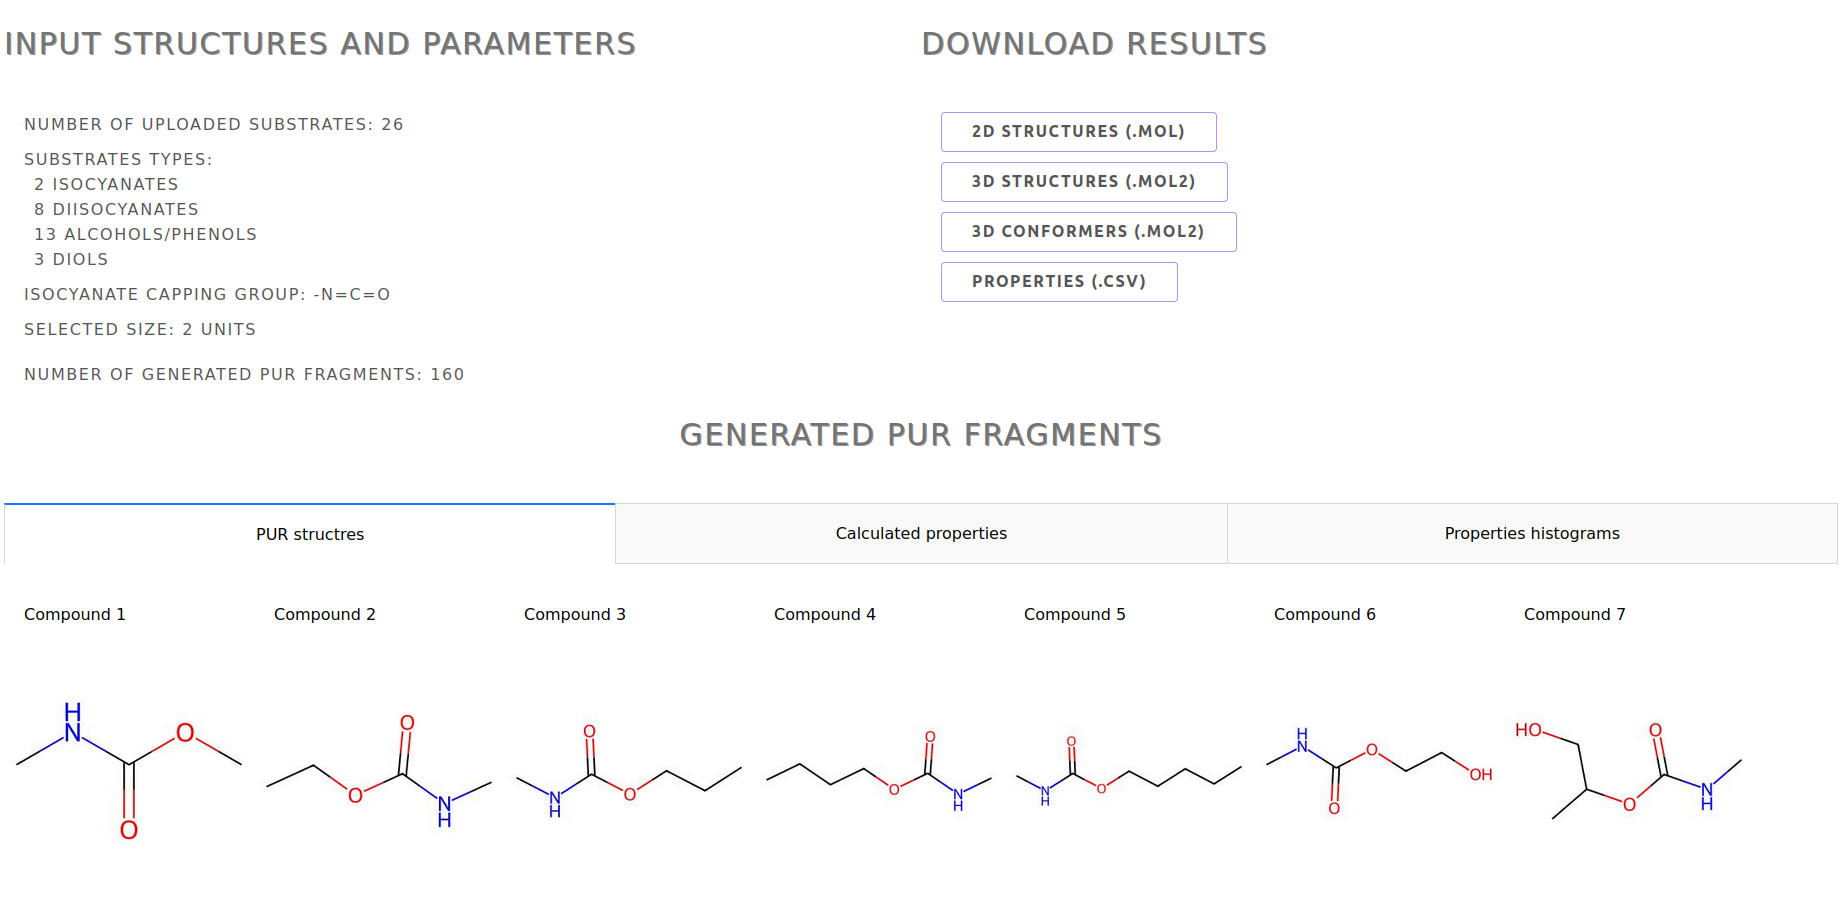 INPUT STRUCTURES AND PARAMETERS
NUMBER OF UPLOADED SUBSTRATES: 26
SUBSTRATES TYPES:
2 ISOCYANATES
8 DIISOCYANATES
13 ALCOHOLS/PHENOLS
3 DIOLS
ISOCYANATE CAPPING GROUP: -N=C=O
SELECTED SIZE: 2 UNITS
NUMBER OF GENERATED PUR FRAGMENTS: 160
DOWNLOAD RESULTS
2D STRUCTURES (.MOL)
3D STRUCTURES (.MOL2)
3D CONFORMERS (.MOL2)
PROPERTIES (.CSV)
GENERATED PUR FRAGMENTS
PUR structres
Calculated properties
Properties histograms
Compound 1
Compound 2
Compound 3
Compound 4
Compound 5
Compound 6
Compound 7
H
N
O
O
O
O
N
H
O
N
H
O
O
O
N
H
O
N
H
O
H
N
O
O
OH
HO
O
O
N
H